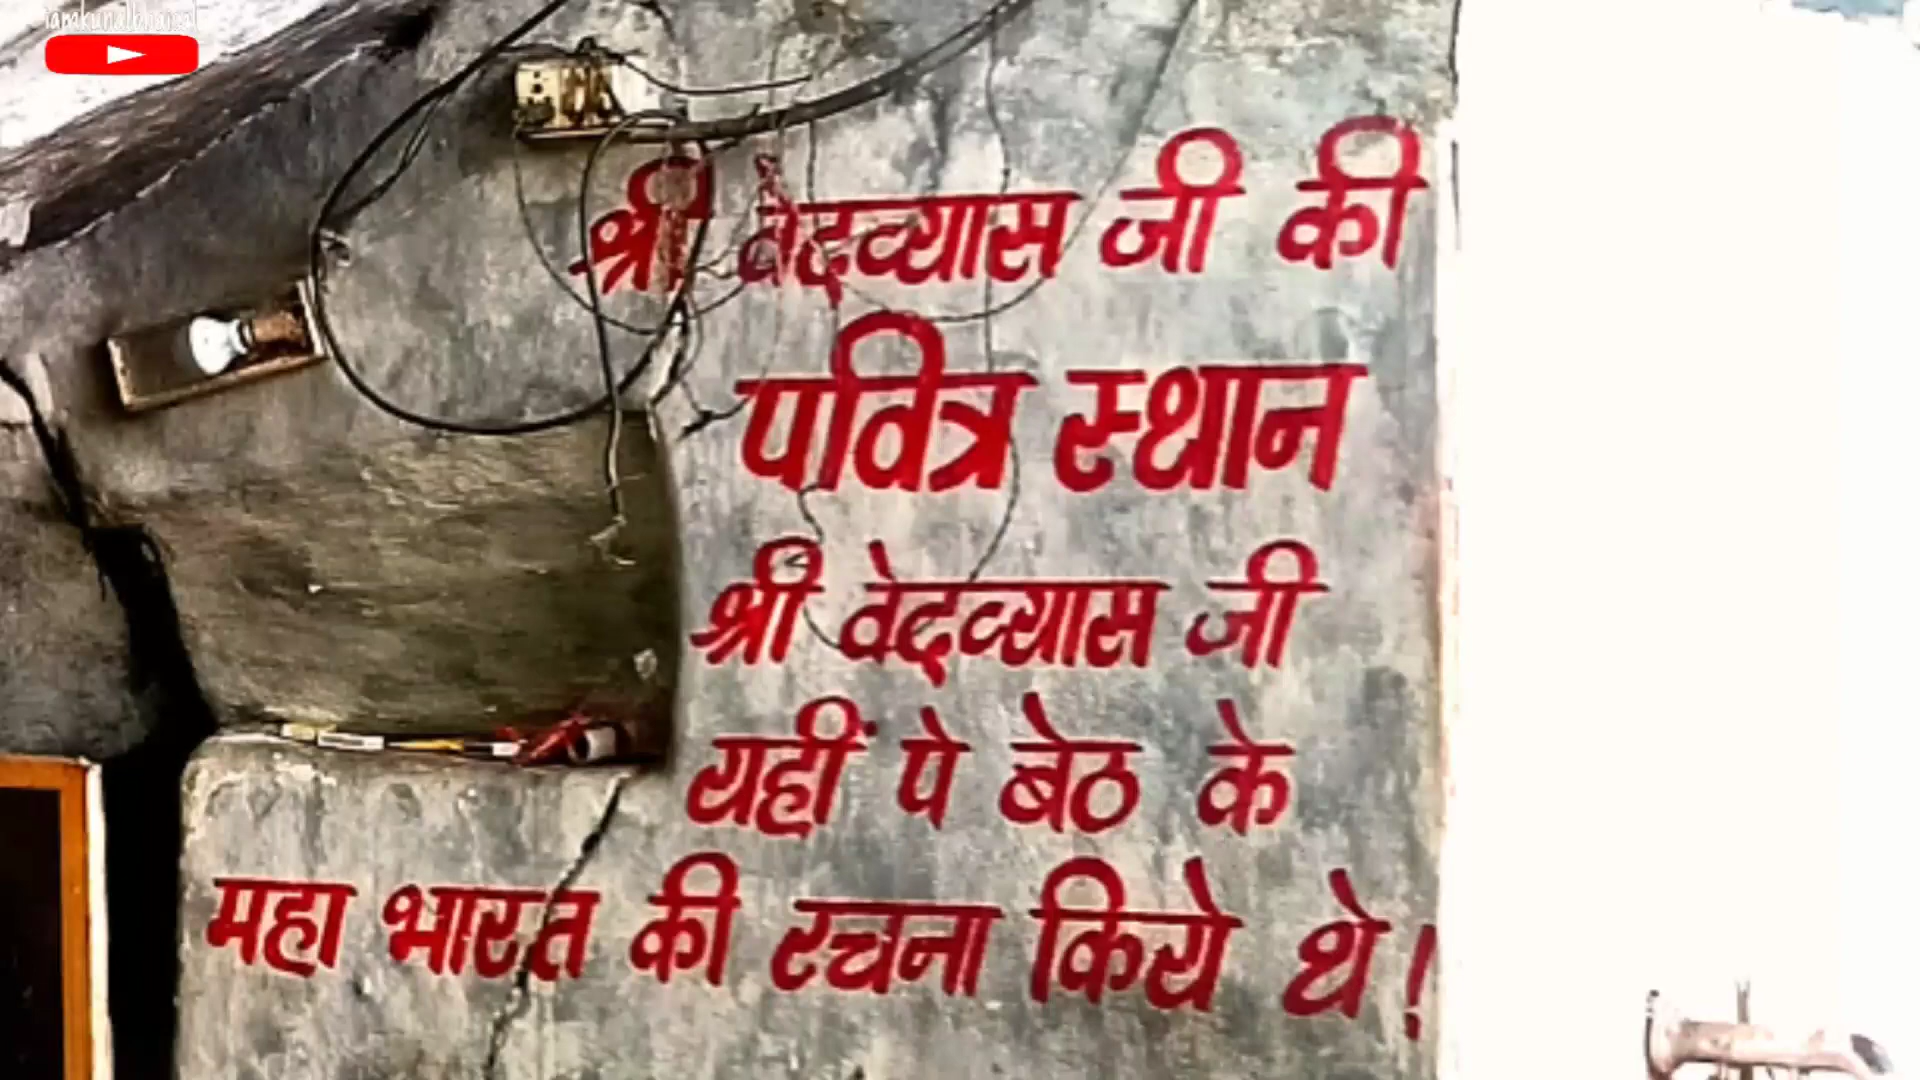 श्री वेदव्यास जी की
पवित्र स्थान
श्री वेदव्यास जी
यहीं पे बेठ के
महा भारत की रचना किये थे!